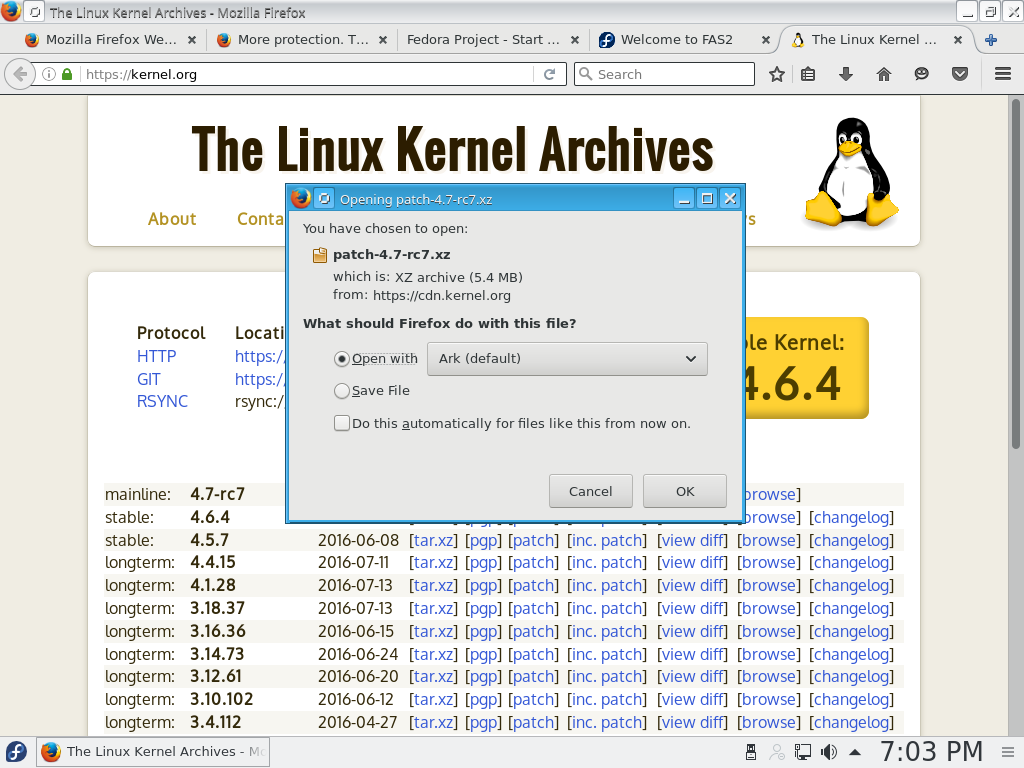 The Linux Kernel Archives - Mozilla Firefox
Mozilla Firefox We... × More protection. T... × Fedora Project - Start ... × Welcome to FAS2 × The Linux Kernel ... ×
https://kernel.org Search
The Linux Kernel Archives
About
Opening patch-4.7-rc7.xz
You have chosen to open:
patch-4.7-rc7.xz
which is: XZ archive (5.4 MB)
from: https://cdn.kernel.org
What should Firefox do with this file?
Open with Ark (default)
Save File
Do this automatically for files like this from now on.
Cancel OK
Protocol
HTTP https:/
GIT https:/
RSYNC rsync:/
Kernel:
4.6.4
mainline: 4.7-rc7 browse]
stable: 4.6.4 [pgp] [patch] [inc. patch] [view diff] browse] [changelog]
stable: 4.5.7 2016-06-08 [tar.xz] [pgp] [patch] [inc. patch] [view diff] [browse] [changelog]
longterm: 4.4.15 2016-07-11 [tar.xz] [pgp] [patch] [inc. patch] [view diff] [browse] [changelog]
longterm: 4.1.28 2016-07-13 [tar.xz] [pgp] [patch] [inc. patch] [view diff] [browse] [changelog]
longterm: 3.18.37 2016-07-13 [tar.xz] [pgp] [patch] [inc. patch] [view diff] [browse] [changelog]
longterm: 3.16.36 2016-06-15 [tar.xz] [pgp] [patch] [inc. patch] [view diff] [browse] [changelog]
longterm: 3.14.73 2016-06-24 [tar.xz] [pgp] [patch] [inc. patch] [view diff] [browse] [changelog]
longterm: 3.12.61 2016-06-20 [tar.xz] [pgp] [patch] [inc. patch] [view diff] [browse] [changelog]
longterm: 3.10.102 2016-06-12 [tar.xz] [pgp] [patch] [inc. patch] [view diff] [browse] [changelog]
longterm: 3.4.112 2016-04-27 [tar.xz] [pgp] [patch] [inc. patch] [view diff] [browse] [changelog]
The Linux Kernel Archives - Mo
7:03 PM